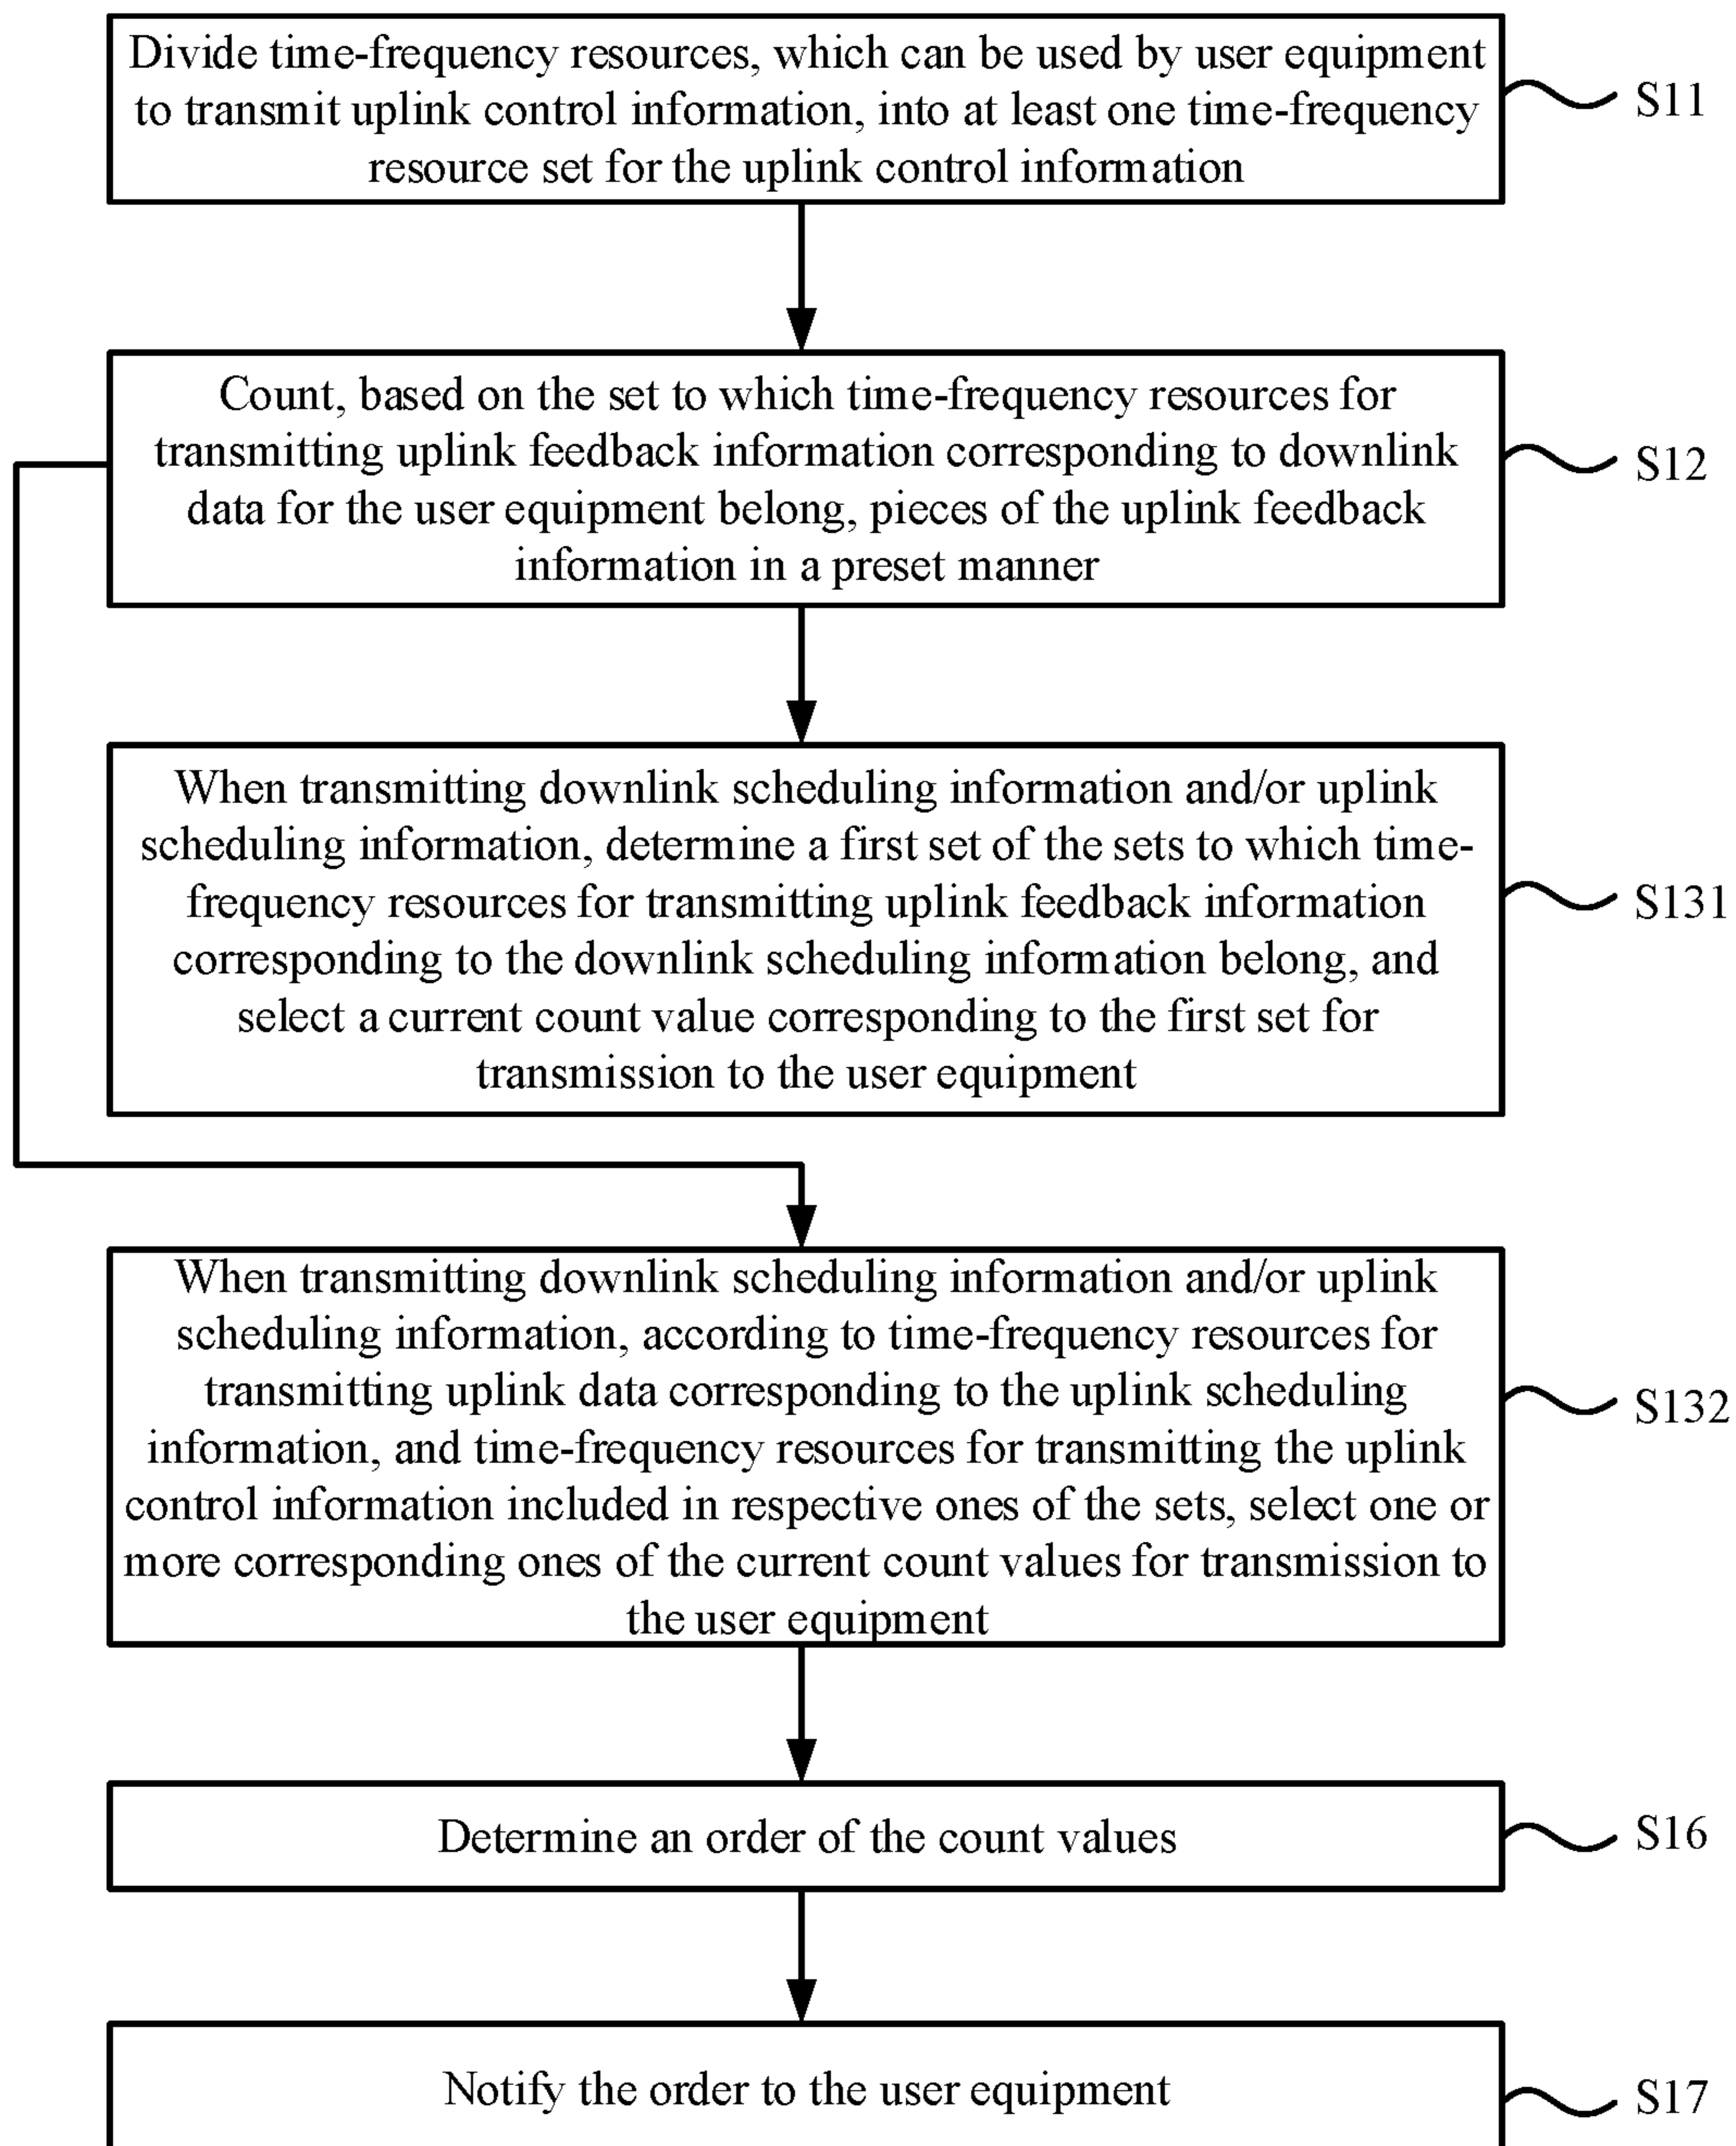 Divide time-frequency resources, which can be used by user equipment
to transmit uplink control information, into at least one time-frequency
resource set for the uplink control information
S11
Count, based on the set to which time-frequency resources for
transmitting uplink feedback information corresponding to downlink
data for the user equipment belong, pieces of the uplink feedback
information in a preset manner
S12
When transmitting downlink scheduling information and/or uplink
scheduling information, determine a first set of the sets to which time-
frequency resources for transmitting uplink feedback information
corresponding to the downlink scheduling information belong, and
select a current count value corresponding to the first set for
transmission to the user equipment
S131
When transmitting downlink scheduling information and/or uplink
scheduling information, according to time-frequency resources for
transmitting uplink data corresponding to the uplink scheduling
information, and time-frequency resources for transmitting the uplink
control information included in respective ones of the sets, select one or
more corresponding ones of the current count values for transmission to
the user equipment
S132
Determine an order of the count values
S16
Notify the order to the user equipment
S17